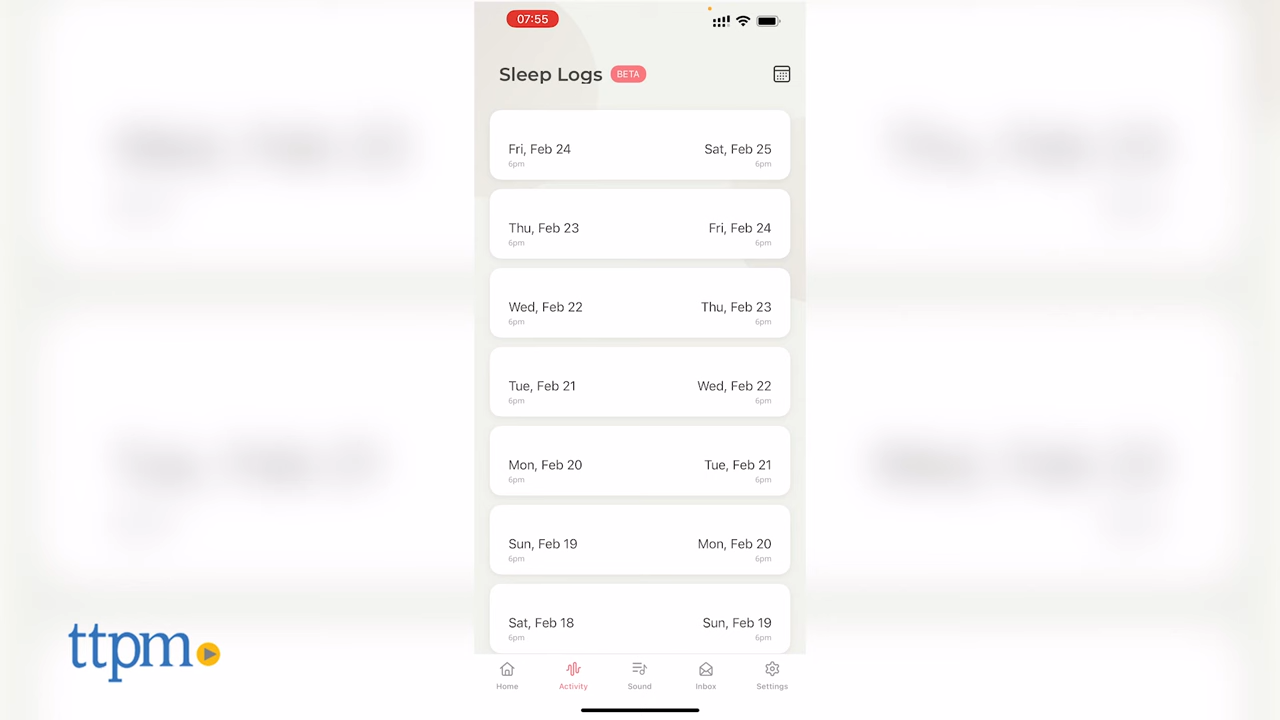 07:55
Sleep Logs BETA
Fri, Feb 24 Sat, Feb 25
6pm 6pm
Thu, Feb 23 Fri, Feb 24
6pm 6pm
Wed, Feb 22 Thu, Feb 23
6pm 6pm
Tue, Feb 21 Wed, Feb 22
6pm 6pm
Mon, Feb 20 Tue, Feb 21
6pm 6pm
Sun, Feb 19 Mon, Feb 20
6pm 6pm
Sat, Feb 18 Sun, Feb 19
6pm 6pm
Home Activity Sound Inbox Settings
ttpm